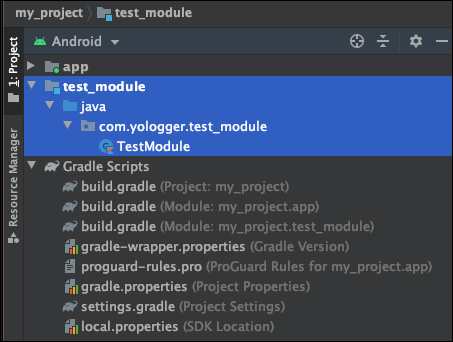 my_project test_module
1: Project
Resource Manager
Android
app
test_module
java
com.yologger.test_module
TestModule
Gradle Scripts
build.gradle (Project: my_project)
build.gradle (Module: my_project.app)
build.gradle (Module: my_project.test_module)
gradle-wrapper.properties (Gradle Version)
proguard-rules.pro (ProGuard Rules for my_project.app)
gradle.properties (Project Properties)
settings.gradle (Project Settings)
local.properties (SDK Location)